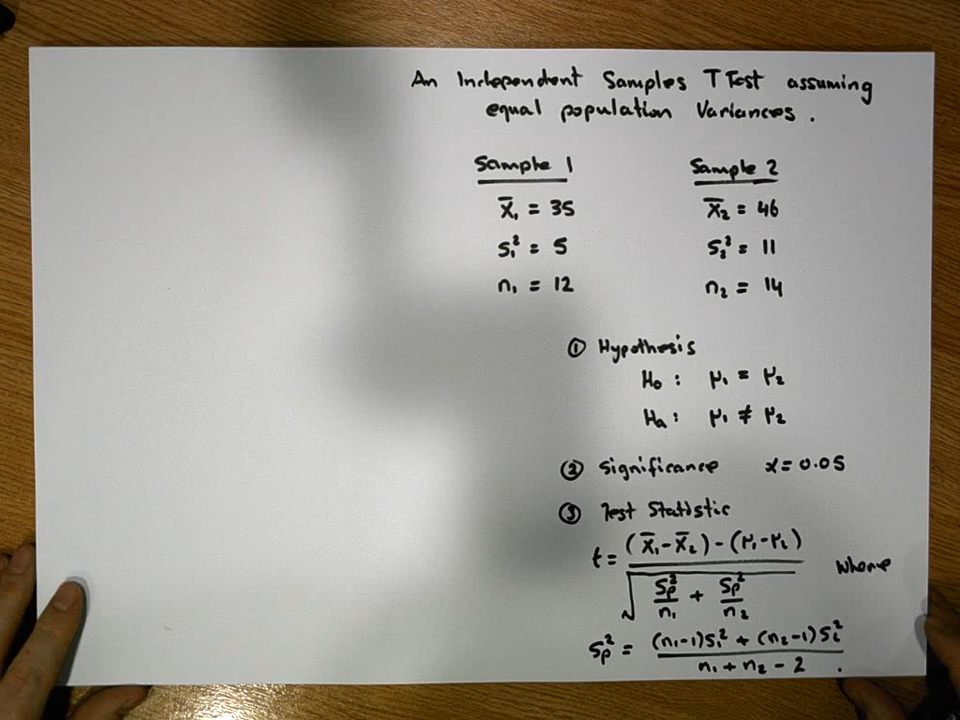 An Independent Samples T Test assuming
equal population Variances.
Sample 1 Sample 2
x̄₁ = 35 x̄₂ = 46
S₁² = 5 S₂² = 11
n₁ = 12 n₂ = 14
① Hypothesis
H₀ : μ₁ = μ₂
Hₐ : μ₁ ≠ μ₂
② Significance α = 0.05
③ Test Statistic
t = ((x̄₁ - x̄₂) - (μ₁ - μ₂)) / √(Sp²/n₁ + Sp²/n₂) where
Sp² = ((n₁-1)S₁² + (n₂-1)S₂²) / (n₁ + n₂ - 2) .